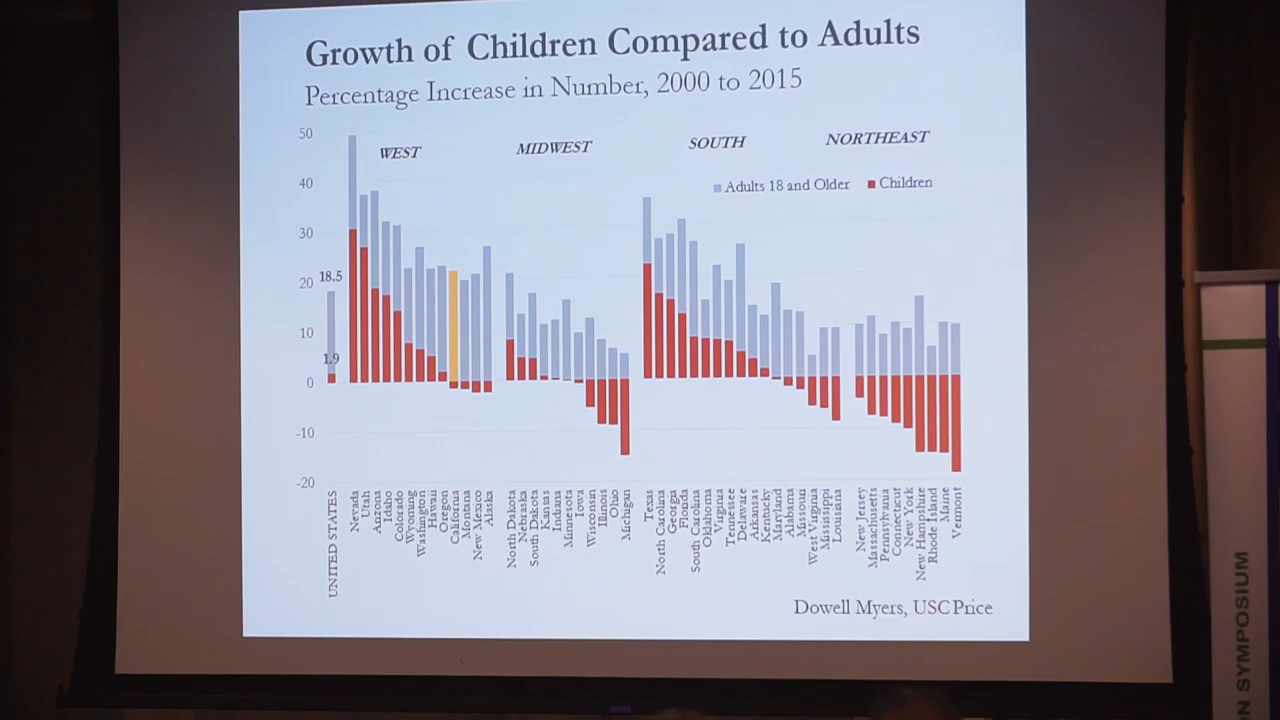 Growth of Children Compared to Adults
Percentage Increase in Number, 2000 to 2015
50
40
30
20
10
0
-10
-20
WEST
MIDWEST
SOUTH
NORTHEAST
Adults 18 and Older
Children
18.5
1.9
UNITED STATES
Nevada
Utah
Arizona
Idaho
Colorado
Wyoming
Washington
Hawaii
Oregon
California
Montana
New Mexico
Alaska
North Dakota
Nebraska
South Dakota
Kansas
Indiana
Minnesota
Iowa
Wisconsin
Illinois
Ohio
Michigan
Texas
North Carolina
Georgia
Florida
South Carolina
Oklahoma
Virginia
Tennessee
Delaware
Arkansas
Kentucky
Maryland
Alabama
Missouri
West Virginia
Mississippi
Louisiana
New Jersey
Massachusetts
Pennsylvania
Connecticut
New York
New Hampshire
Rhode Island
Maine
Vermont
Dowell Myers, USC Price
N SYMPOSIUM